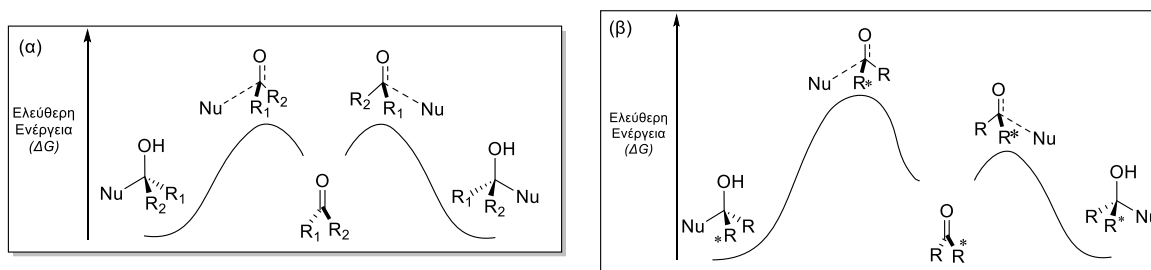 (α)
Ελεύθερη
Ενέργεια
(ΔG)
O
Nu
R2
R1
O
R2
R1
Nu
OH
Nu
R1
R2
O
R1
R2
OH
R1
R2
Nu
(β)
Ελεύθερη
Ενέργεια
(ΔG)
O
Nu
R
R*
O
R
R*
Nu
OH
Nu
R
*R
O
R
R*
OH
R
R*
Nu